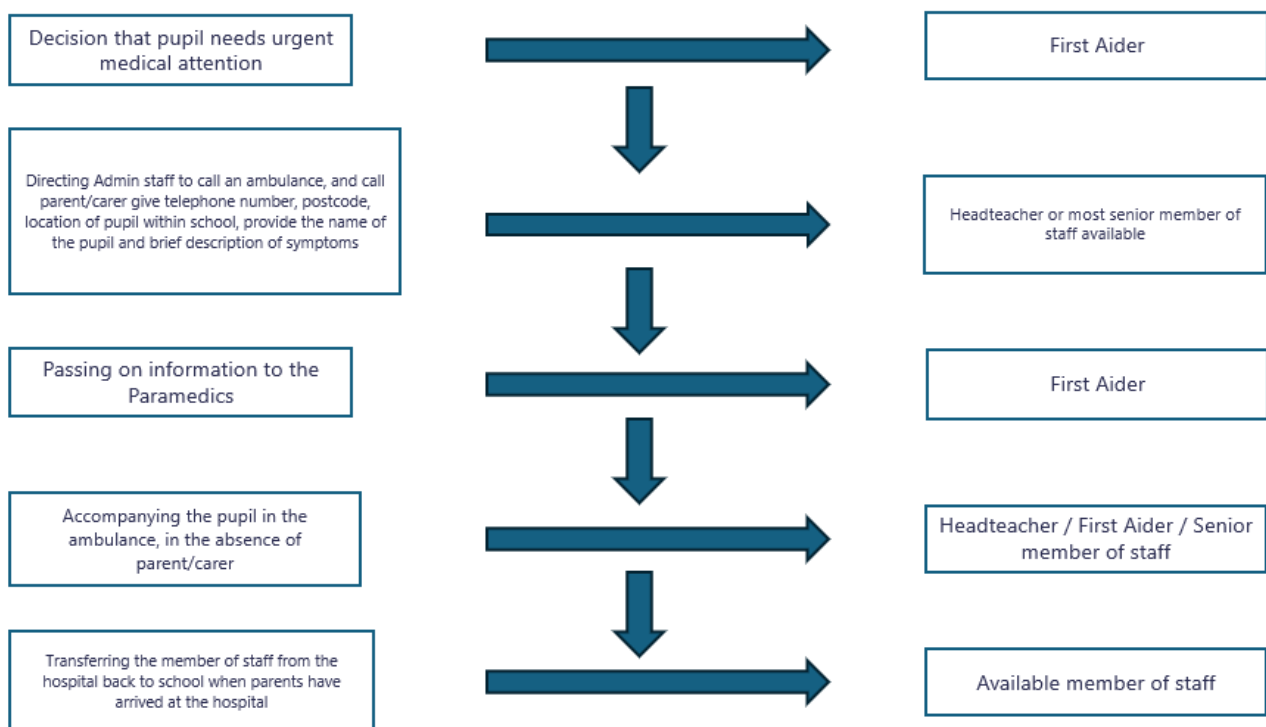 Decision that pupil needs urgent
medical attention
First Aider
Directing Admin staff to call an ambulance, and call
parent/carer give telephone number, postcode,
location of pupil within school, provide the name of
the pupil and brief description of symptoms
Headteacher or most senior member of
staff available
Passing on information to the
Paramedics
First Aider
Accompanying the pupil in the
ambulance, in the absence of
parent/carer
Headteacher / First Aider / Senior
member of staff
Transferring the member of staff from the
hospital back to school when parents have
arrived at the hospital
Available member of staff